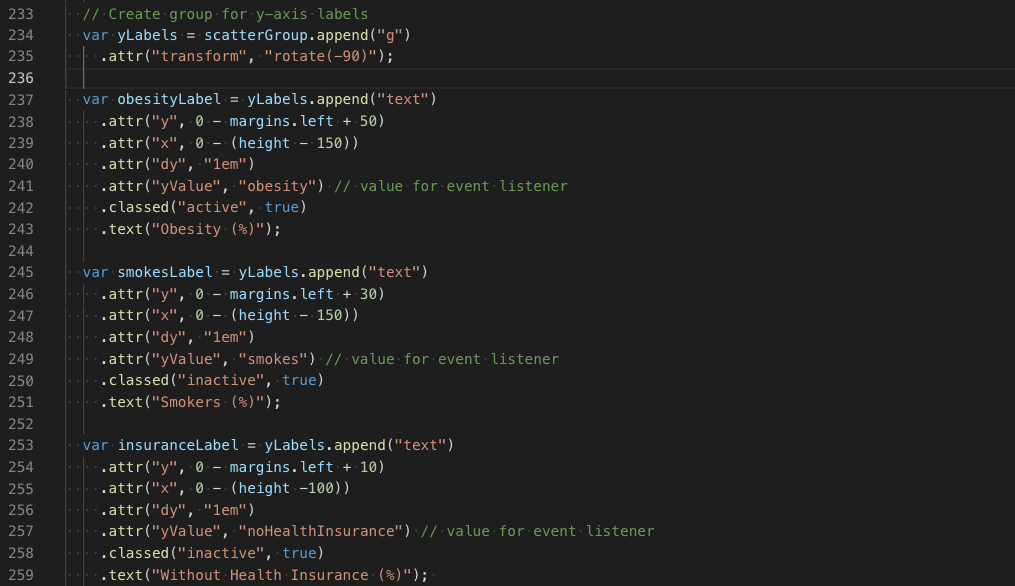 233 // Create group for y-axis labels
234 var yLabels = scatterGroup.append("g")
235 .attr("transform", "rotate(-90)");
236
237 var obesityLabel = yLabels.append("text")
238 .attr("y", 0 - margins.left + 50)
239 .attr("x", 0 - (height - 150))
240 .attr("dy", "1em")
241 .attr("yValue", "obesity") // value for event listener
242 .classed("active", true)
243 .text("Obesity (%)");
244
245 var smokesLabel = yLabels.append("text")
246 .attr("y", 0 - margins.left + 30)
247 .attr("x", 0 - (height - 150))
248 .attr("dy", "1em")
249 .attr("yValue", "smokes") // value for event listener
250 .classed("inactive", true)
251 .text("Smokers (%)");
252
253 var insuranceLabel = yLabels.append("text")
254 .attr("y", 0 - margins.left + 10)
255 .attr("x", 0 - (height -100))
256 .attr("dy", "1em")
257 .attr("yValue", "noHealthInsurance") // value for event listener
258 .classed("inactive", true)
259 .text("Without Health Insurance (%)");